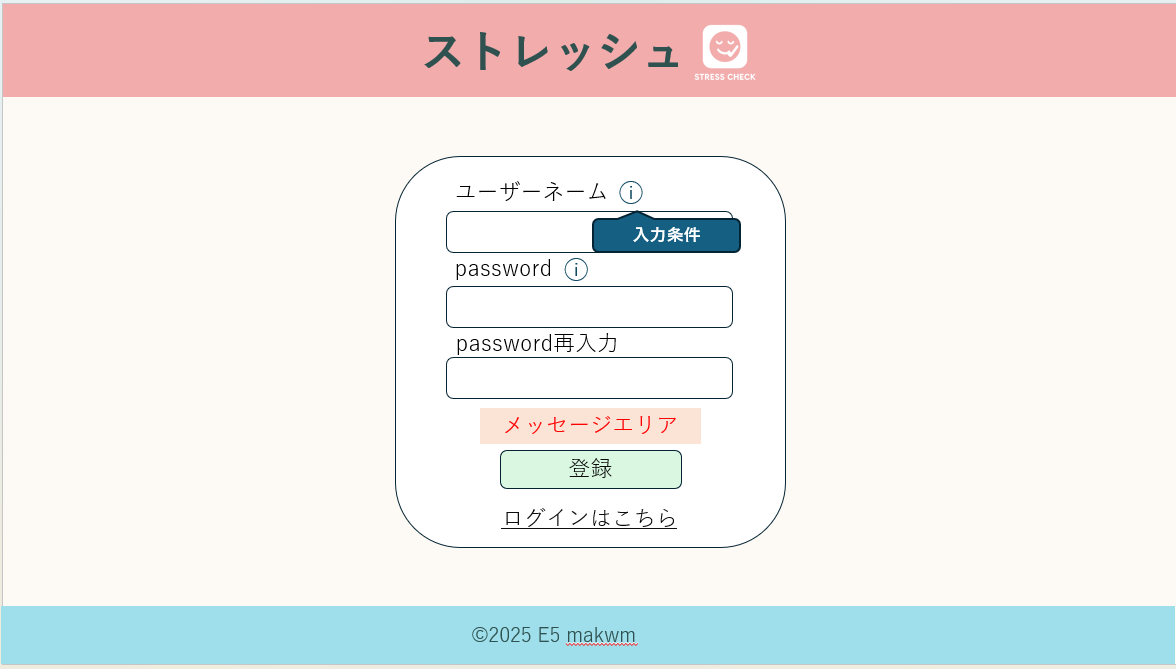 ストレッシュ
STRESS CHECK
ユーザーネーム ⓘ
入力条件
password ⓘ
password再入力
メッセージエリア
登録
ログインはこちら
©2025 E5 makwm